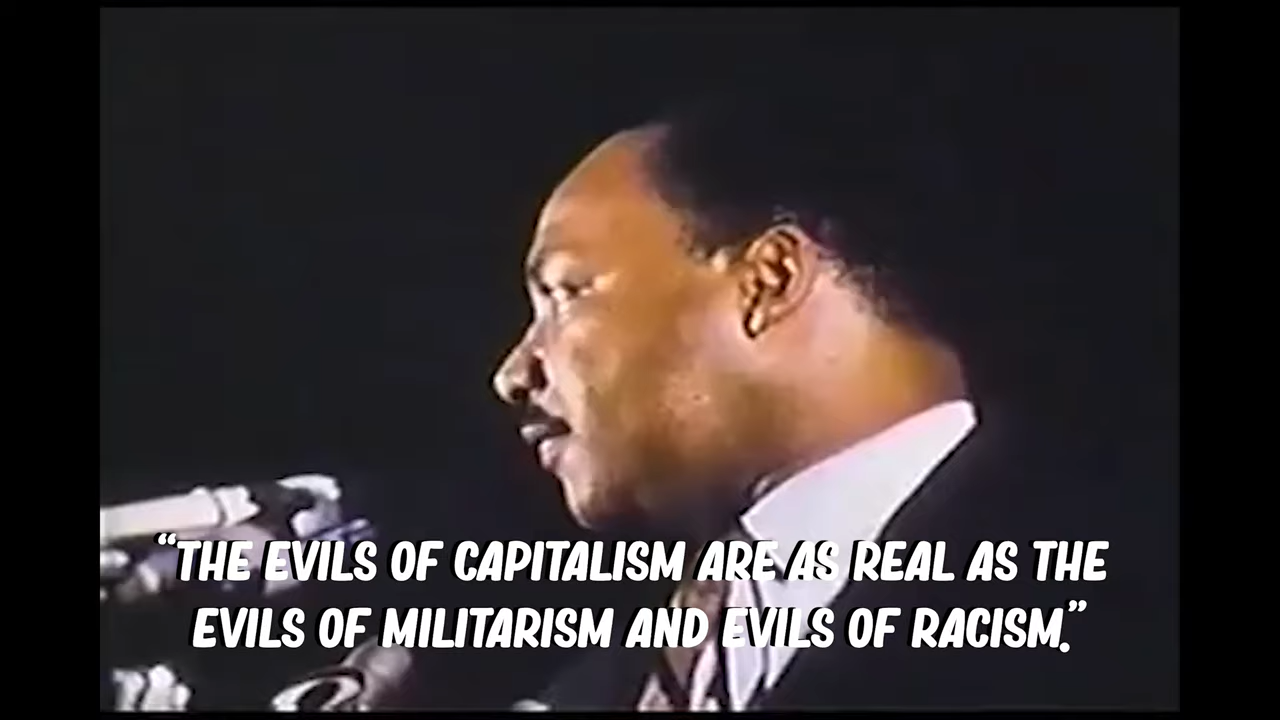 “THE EVILS OF CAPITALISM ARE AS REAL AS THE
EVILS OF MILITARISM AND EVILS OF RACISM.”